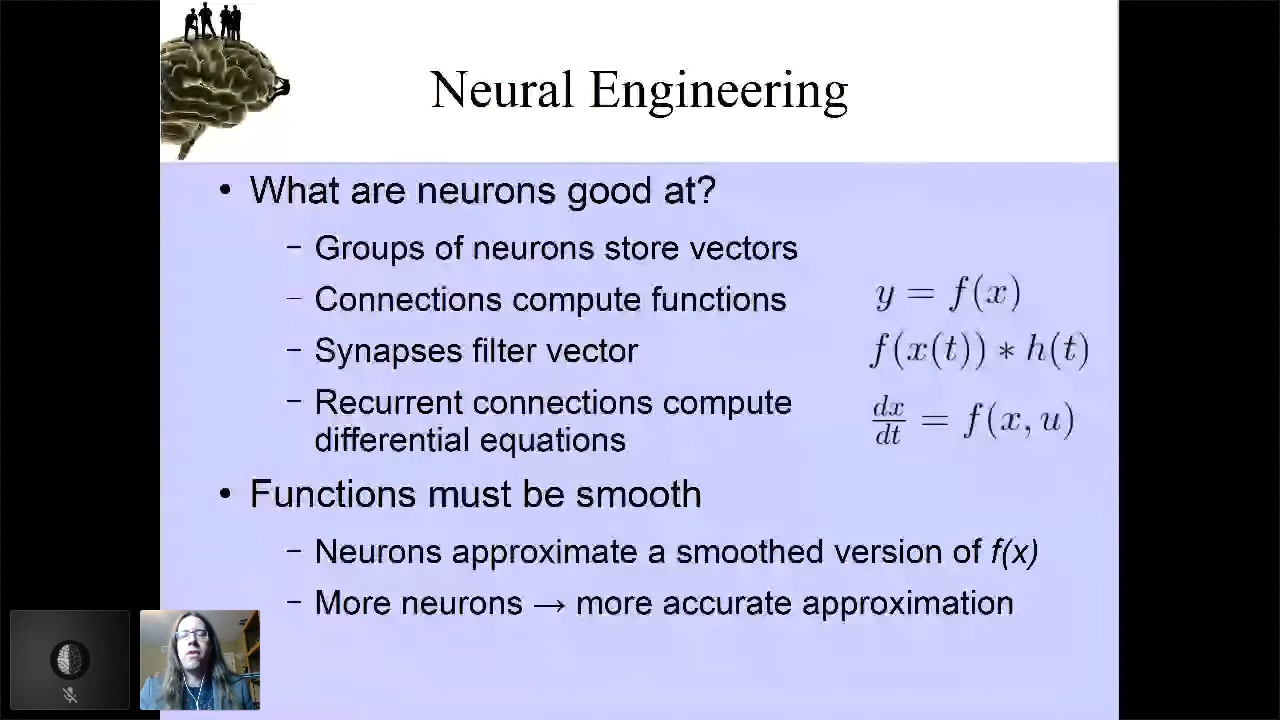 Neural Engineering
• What are neurons good at?
– Groups of neurons store vectors
– Connections compute functions
y = f(x)
– Synapses filter vector
f(x(t)) * h(t)
– Recurrent connections compute
differential equations
dx/dt = f(x, u)
• Functions must be smooth
– Neurons approximate a smoothed version of f(x)
– More neurons → more accurate approximation